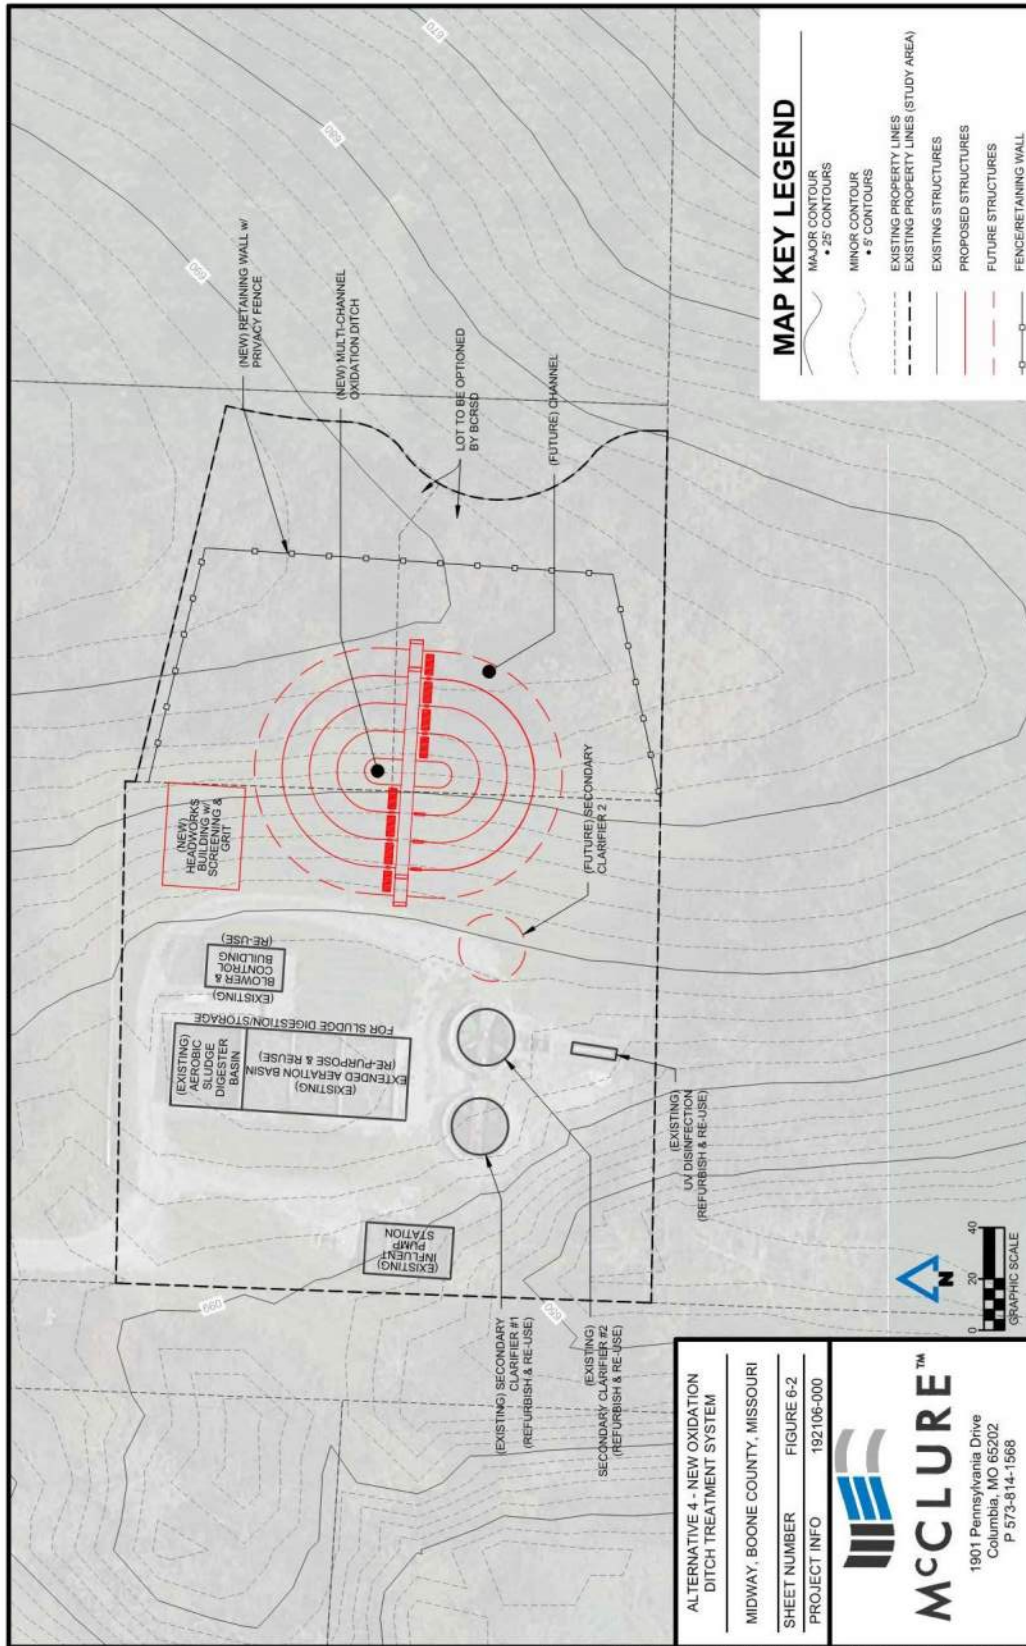 670
680
690
(NEW) RETAINING WALL w/
PRIVACY FENCE
(NEW) MULTI-CHANNEL
OXIDATION DITCH
LOT TO BE OPTIONED
BY BCRSD
(FUTURE) CHANNEL
(NEW)
HEADWORKS
BUILDING w/
SCREENING &
GRIT
(FUTURE) SECONDARY
CLARIFIER 2
(EXISTING)
BLOWER &
CONTROL
BUILDING
(RE-USE)
(EXISTING)
AEROBIC
SLUDGE
DIGESTER
BASIN
(EXISTING)
EXTENDED AERATION BASIN
(RE-PURPOSE & REUSE)
FOR SLUDGE DIGESTION/STORAGE
(EXISTING)
UV DISINFECTION
(REFURBISH & RE-USE)
(EXISTING)
INFLUENT
PUMP
STATION
660
(EXISTING) SECONDARY
CLARIFIER #1
(REFURBISH & RE-USE)
(EXISTING)
SECONDARY CLARIFIER #2
(REFURBISH & RE-USE)
MAP KEY LEGEND
MAJOR CONTOUR
• 25' CONTOURS
MINOR CONTOUR
• 5' CONTOURS
EXISTING PROPERTY LINES
EXISTING PROPERTY LINES (STUDY AREA)
EXISTING STRUCTURES
PROPOSED STRUCTURES
FUTURE STRUCTURES
FENCE/RETAINING WALL
N
0 20 40
GRAPHIC SCALE
ALTERNATIVE 4 - NEW OXIDATION
DITCH TREATMENT SYSTEM
MIDWAY, BOONE COUNTY, MISSOURI
SHEET NUMBER FIGURE 6-2
PROJECT INFO 192106-000
McCLURE™
1901 Pennsylvania Drive
Columbia, MO 65202
P 573-814-1568